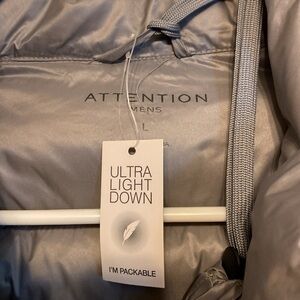 ATTENTION
MENS
L
ULTRA
LIGHT
DOWN
I'M PACKABLE